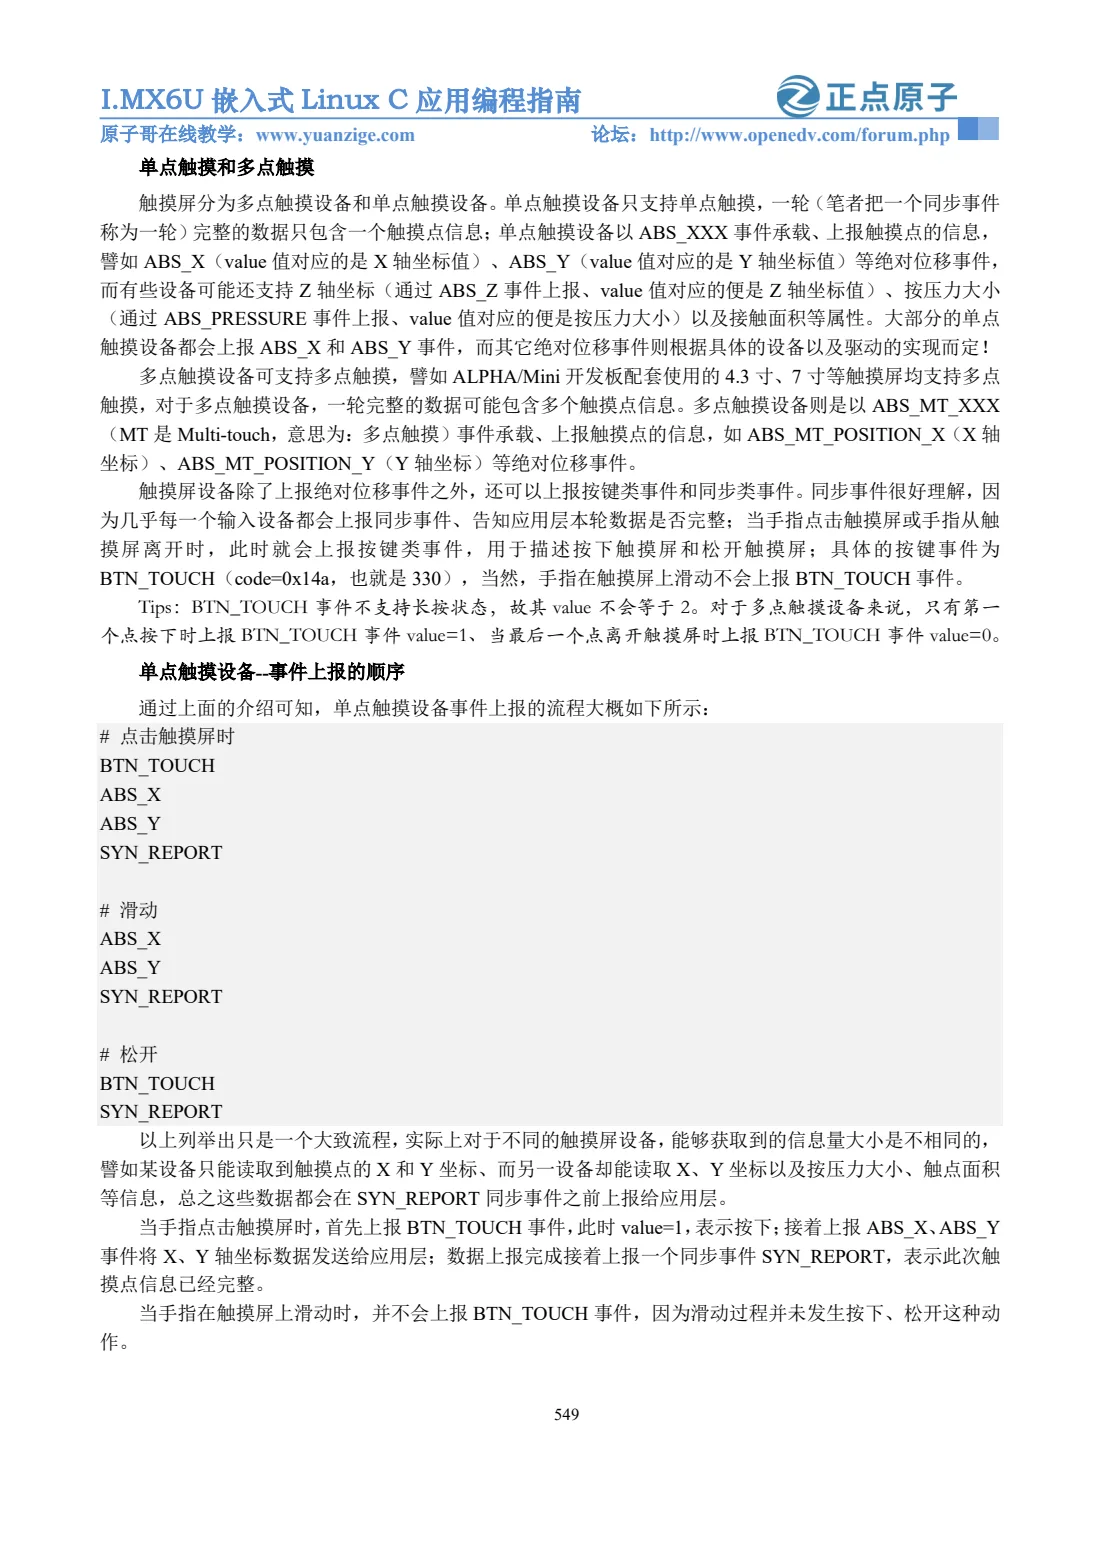 I.MX6U 嵌入式 Linux C 应用编程指南
正点原子
原子哥在线教学：www.yuanzige.com 论坛：http://www.openedv.com/forum.php
单点触摸和多点触摸
触摸屏分为多点触摸设备和单点触摸设备。单点触摸设备只支持单点触摸，一轮（笔者把一个同步事件
称为一轮）完整的数据只包含一个触摸点信息；单点触摸设备以 ABS_XXX 事件承载、上报触摸点的信息，
譬如 ABS_X（value 值对应的是 X 轴坐标值）、ABS_Y（value 值对应的是 Y 轴坐标值）等绝对位移事件，
而有些设备可能还支持 Z 轴坐标（通过 ABS_Z 事件上报、value 值对应的便是 Z 轴坐标值）、按压力大小
（通过 ABS_PRESSURE 事件上报、value 值对应的便是按压力大小）以及接触面积等属性。大部分的单点
触摸设备都会上报 ABS_X 和 ABS_Y 事件，而其它绝对位移事件则根据具体的设备以及驱动的实现而定！
多点触摸设备可支持多点触摸，譬如 ALPHA/Mini 开发板配套使用的 4.3 寸、7 寸等触摸屏均支持多点
触摸，对于多点触摸设备，一轮完整的数据可能包含多个触摸点信息。多点触摸设备则是以 ABS_MT_XXX
（MT 是 Multi-touch，意思为：多点触摸）事件承载、上报触摸点的信息，如 ABS_MT_POSITION_X（X 轴
坐标）、ABS_MT_POSITION_Y（Y 轴坐标）等绝对位移事件。
触摸屏设备除了上报绝对位移事件之外，还可以上报按键类事件和同步类事件。同步事件很好理解，因
为几乎每一个输入设备都会上报同步事件、告知应用层本轮数据是否完整；当手指点击触摸屏或手指从触
摸屏离开时，此时就会上报按键类事件，用于描述按下触摸屏和松开触摸屏；具体的按键事件为
BTN_TOUCH（code=0x14a，也就是 330），当然，手指在触摸屏上滑动不会上报 BTN_TOUCH 事件。
Tips：BTN_TOUCH 事件不支持长按状态，故其 value 不会等于 2。对于多点触摸设备来说，只有第一
个点按下时上报 BTN_TOUCH 事件 value=1、当最后一个点离开触摸屏时上报 BTN_TOUCH 事件 value=0。
单点触摸设备--事件上报的顺序
通过上面的介绍可知，单点触摸设备事件上报的流程大概如下所示：
# 点击触摸屏时
BTN_TOUCH
ABS_X
ABS_Y
SYN_REPORT
# 滑动
ABS_X
ABS_Y
SYN_REPORT
# 松开
BTN_TOUCH
SYN_REPORT
以上列举出只是一个大致流程，实际上对于不同的触摸屏设备，能够获取到的信息量大小是不相同的，
譬如某设备只能读取到触摸点的 X 和 Y 坐标、而另一设备却能读取 X、Y 坐标以及按压力大小、触点面积
等信息，总之这些数据都会在 SYN_REPORT 同步事件之前上报给应用层。
当手指点击触摸屏时，首先上报 BTN_TOUCH 事件，此时 value=1，表示按下；接着上报 ABS_X、ABS_Y
事件将 X、Y 轴坐标数据发送给应用层；数据上报完成接着上报一个同步事件 SYN_REPORT，表示此次触
摸点信息已经完整。
当手指在触摸屏上滑动时，并不会上报 BTN_TOUCH 事件，因为滑动过程并未发生按下、松开这种动
作。
549